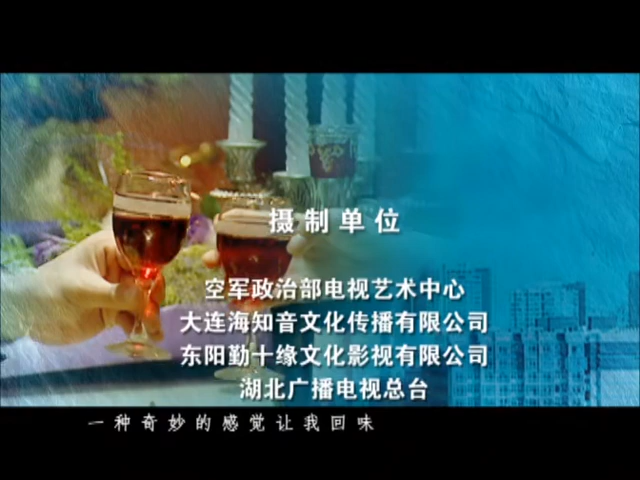 摄制单位
空军政治部电视艺术中心
大连海知音文化传播有限公司
东阳勤十缘文化影视有限公司
湖北广播电视总台
一种奇妙的感觉让我回味